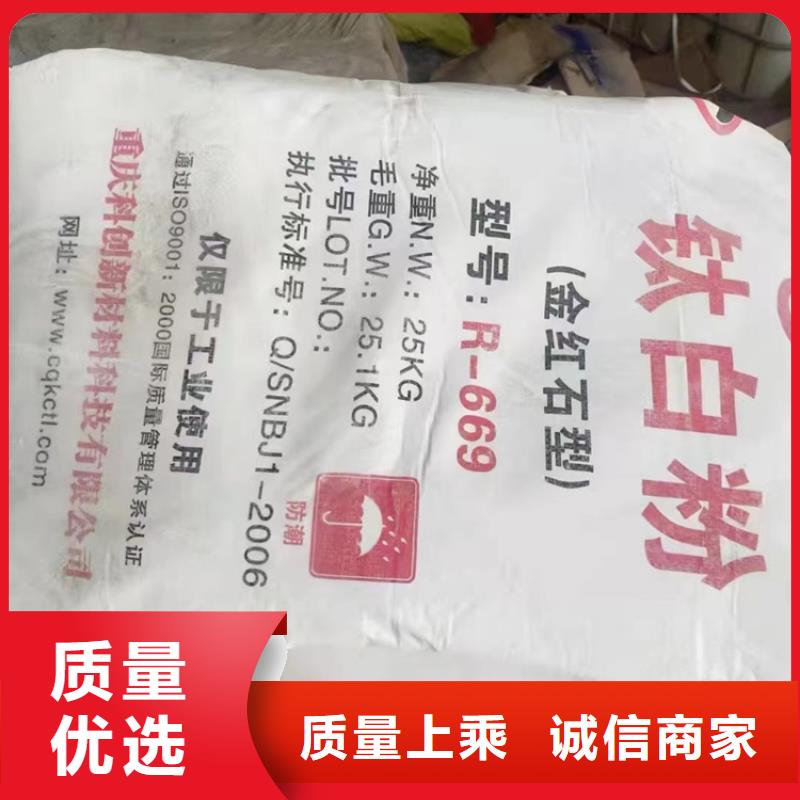 钛白粉
(金红石型)
型号：R-669
净重N.W.：25KG
毛重G.W.：25.1KG
批号LOT.NO.：
执行标准号：Q/SNBJ1-2006
防潮
仅限于工业使用
通过ISO9001：2000国际质量管理体系认证
重庆科创新材料科技有限公司
网址：www.cqkctl.com
质量
优选
质量上乘 诚信商家